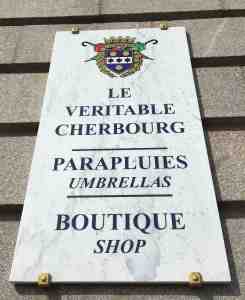 LE
VERITABLE
CHERBOURG
PARAPLUIES
UMBRELLAS
BOUTIQUE
SHOP